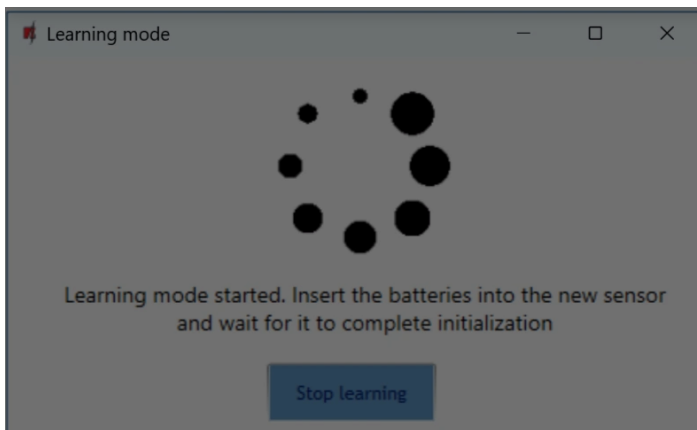 Learning mode
Learning mode started. Insert the batteries into the new sensor
and wait for it to complete initialization
Stop learning